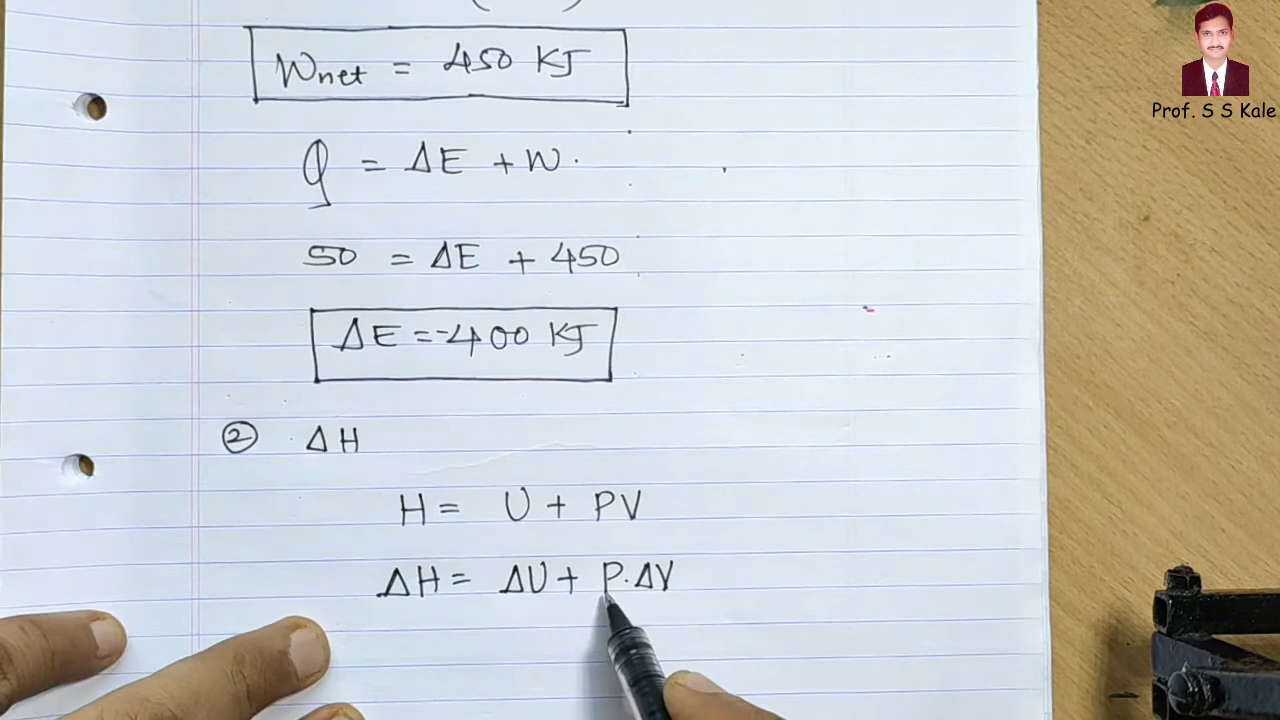 Wnet = 450 KJ
Prof. S S Kale
Q = ΔE + W.
50 = ΔE + 450
ΔE = -400 KJ
② ΔH
H = U + PV
ΔH = ΔU + P.ΔV